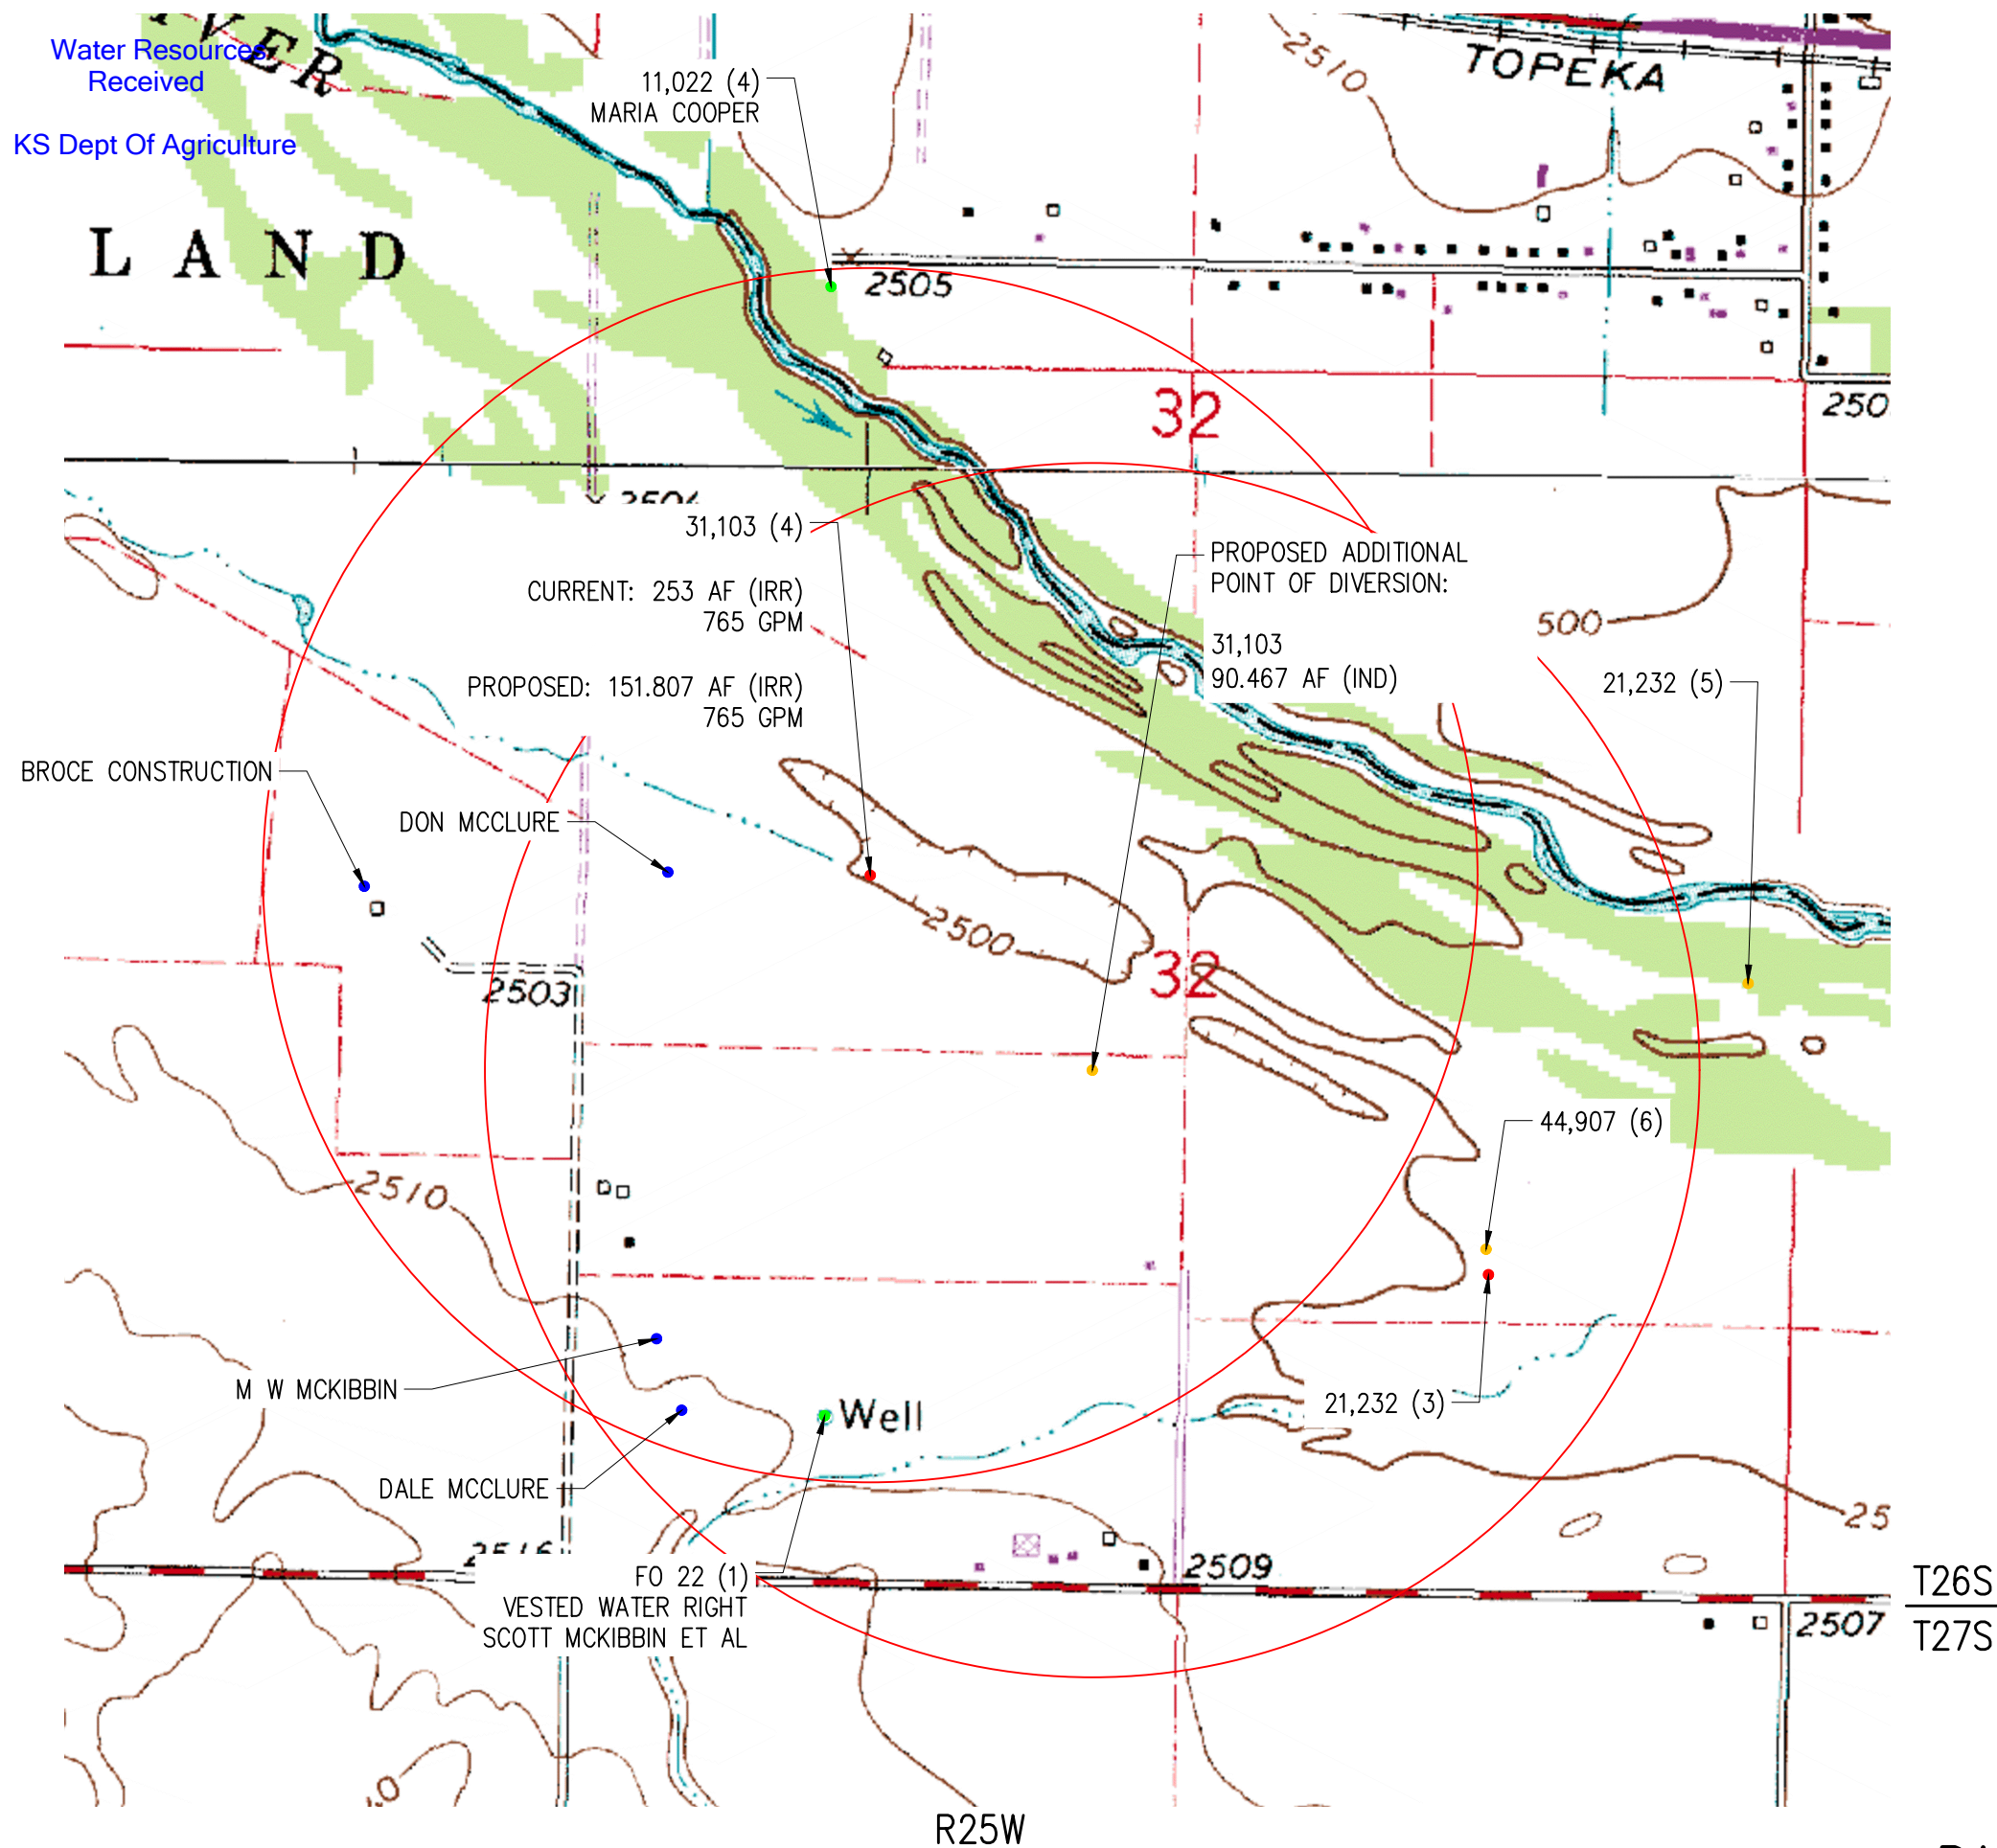 Water Resources
Received
KS Dept Of Agriculture
VER
LAND
11,022 (4)
MARIA COOPER
2510
TOPEKA
2505
32
250
2504
31,103 (4)
CURRENT: 253 AF (IRR)
765 GPM
PROPOSED: 151.807 AF (IRR)
765 GPM
PROPOSED ADDITIONAL
POINT OF DIVERSION:
31,103
90.467 AF (IND)
500
21,232 (5)
BROCE CONSTRUCTION
DON MCCLURE
2500
32
2503
2510
44,907 (6)
M W MCKIBBIN
21,232 (3)
Well
DALE MCCLURE
25
2516
FO 22 (1)
VESTED WATER RIGHT
SCOTT MCKIBBIN ET AL
2509
2507
T26S
T27S
R25W